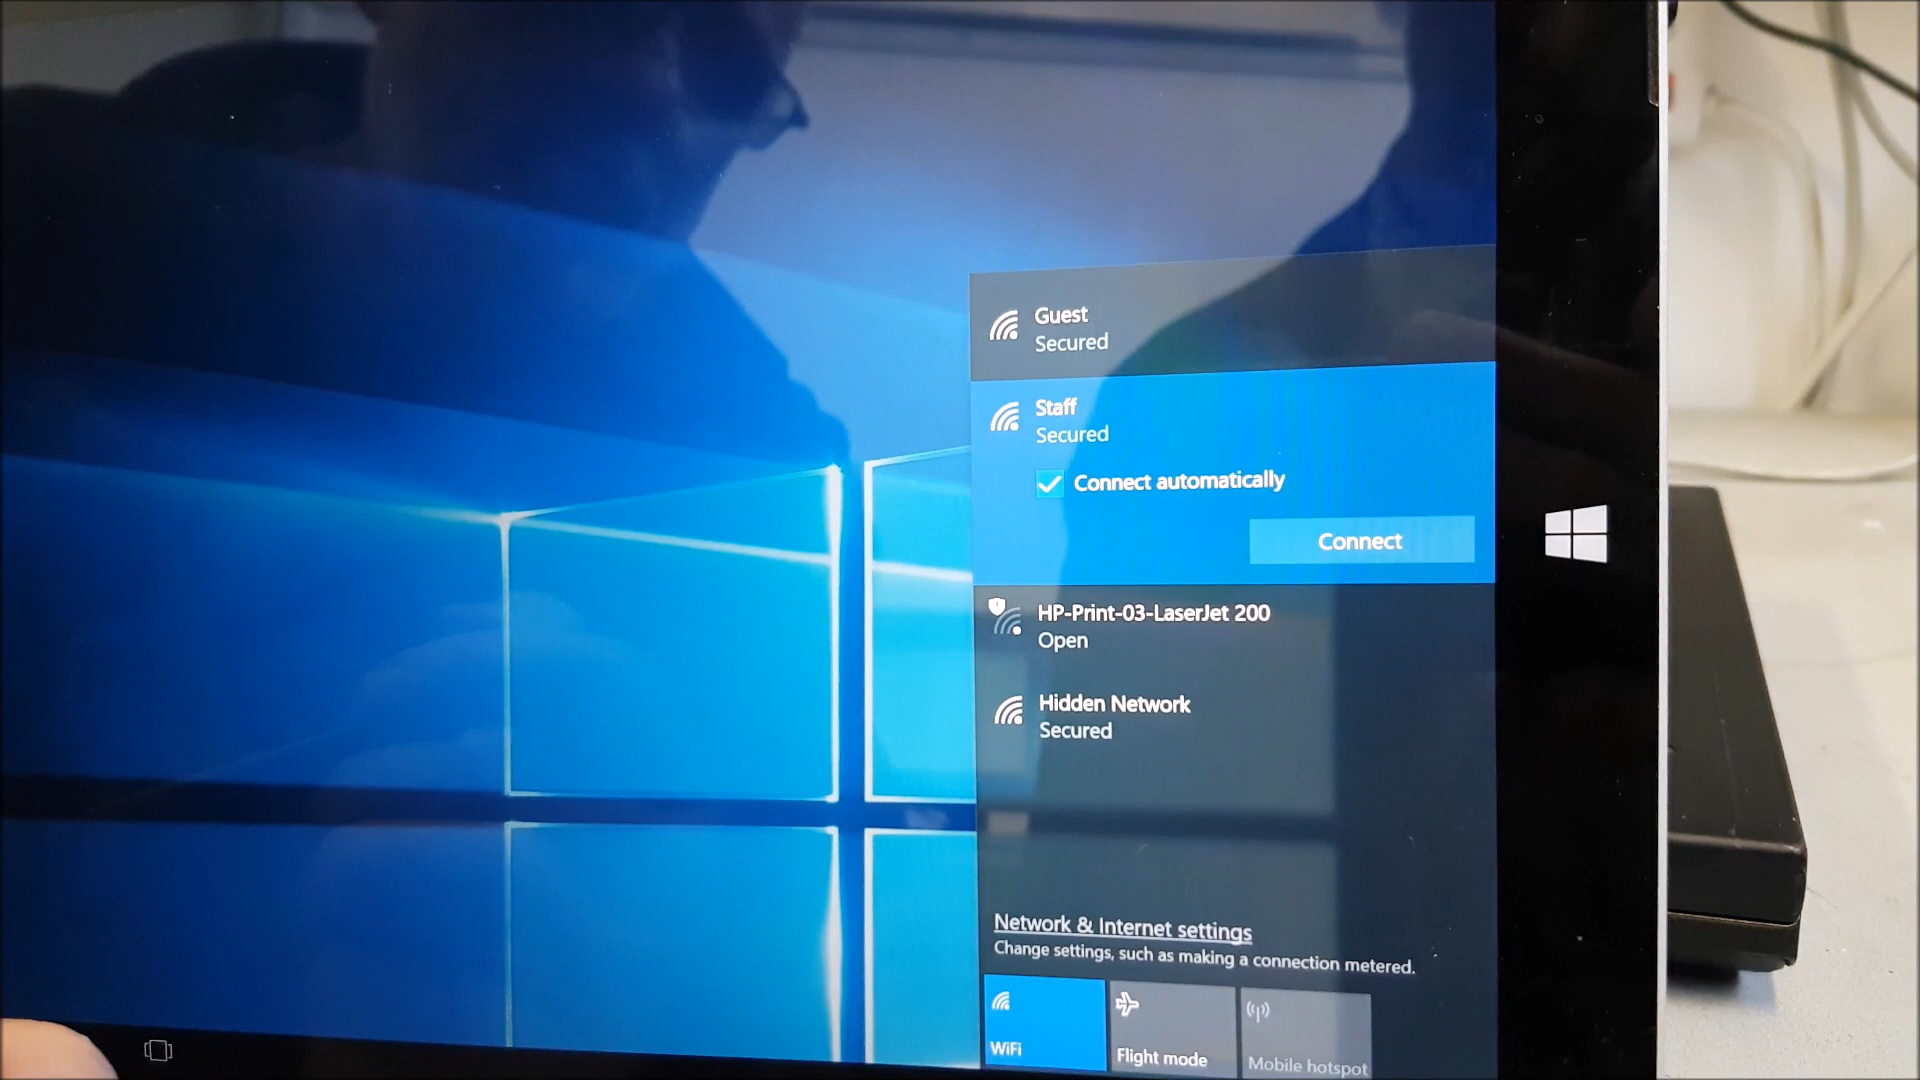 Guest
Secured
Staff
Secured
Connect automatically
Connect
HP-Print-03-LaserJet 200
Open
Hidden Network
Secured
Network & Internet settings
Change settings, such as making a connection metered.
WiFi
Flight mode
Mobile hotspot